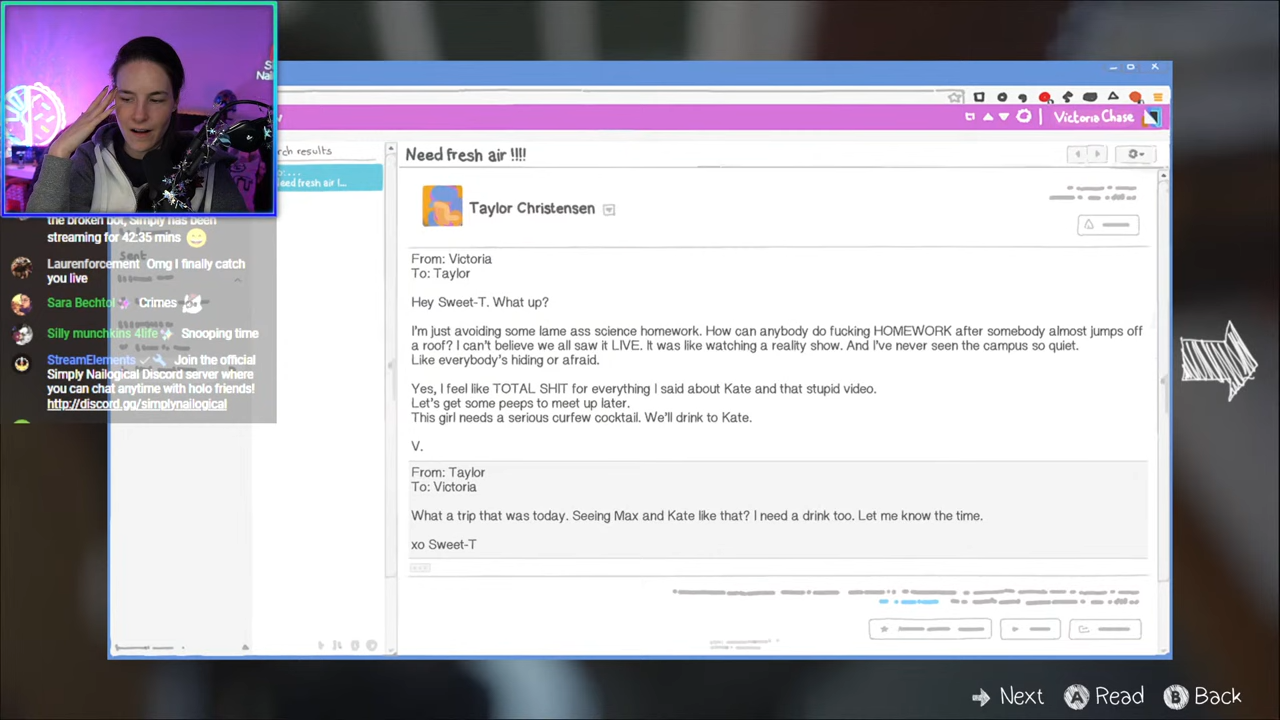 S
Nai
the broken bot, Simply has been
streaming for 42:35 mins
Laurenforcement Omg I finally catch
you live
Sara Bechtol Crimes
Silly munchkins 4life Snooping time
StreamElements Join the official
Simply Nailogical Discord server where
you can chat anytime with holo friends!
http://discord.gg/simplynailogical
Sent
Victoria Chase
rch results
Need fresh air I...
Need fresh air !!!!
Taylor Christensen
From: Victoria
To: Taylor
Hey Sweet-T. What up?
I'm just avoiding some lame ass science homework. How can anybody do fucking HOMEWORK after somebody almost jumps off
a roof? I can't believe we all saw it LIVE. It was like watching a reality show. And I've never seen the campus so quiet.
Like everybody's hiding or afraid.
Yes, I feel like TOTAL SHIT for everything I said about Kate and that stupid video.
Let's get some peeps to meet up later.
This girl needs a serious curfew cocktail. We'll drink to Kate.
V.
From: Taylor
To: Victoria
What a trip that was today. Seeing Max and Kate like that? I need a drink too. Let me know the time.
xo Sweet-T
Next
A Read
B Back